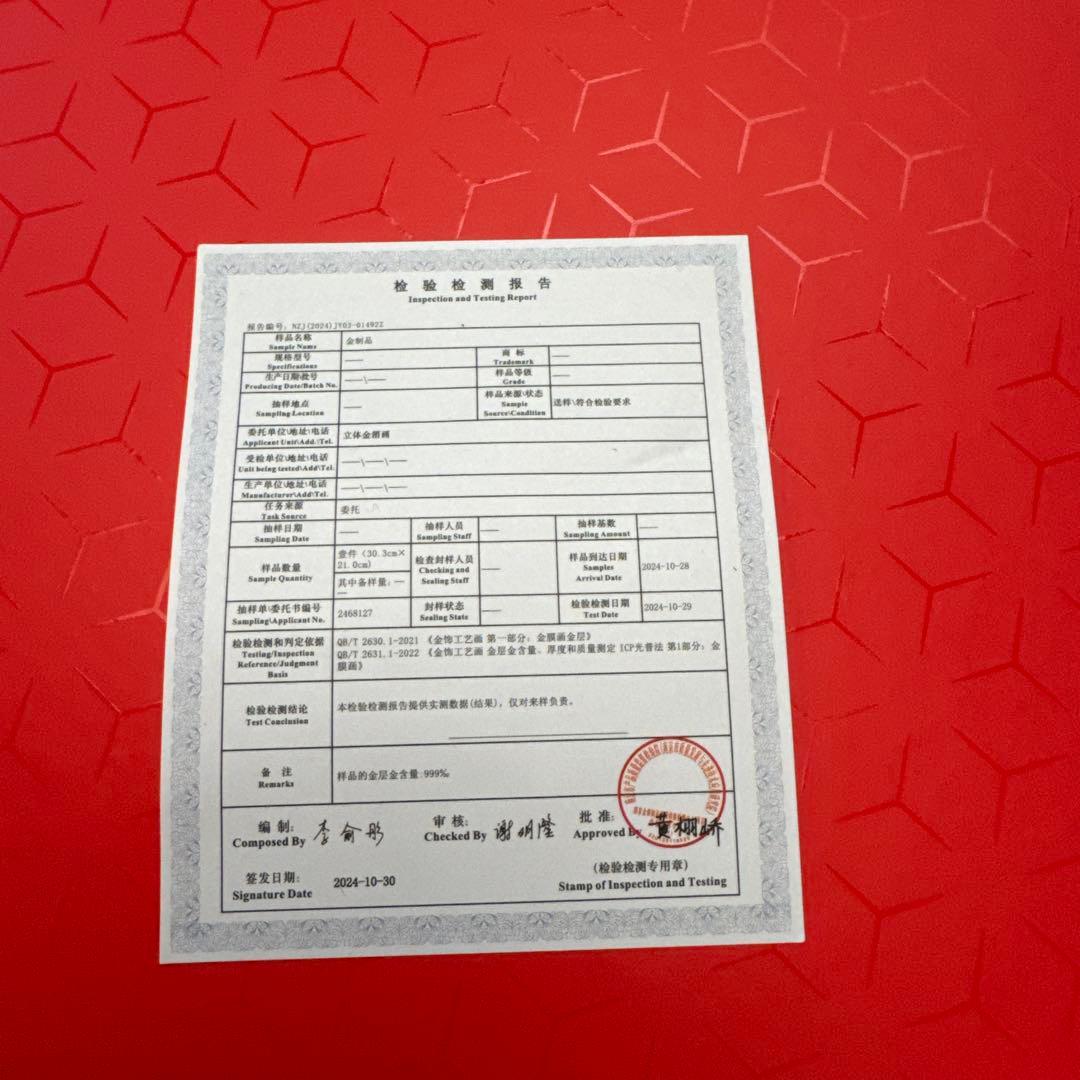 检验检测报告
Inspection and Testing Report
报告编号: NZJ(2024)JY03-01492Z
样品名称
Sample Name
金制品
规格型号
Specifications
——
商 标
Trademark
——
生产日期\批号
Producing Date/Batch No.
——\——
样品等级
Grade
——
抽样地点
Sampling Location
——
样品来源\状态
Sample
Source\Condition
送样\符合检验要求
委托单位\地址\电话
Applicant Unit\Add.\Tel.
立体金箔画
受检单位\地址\电话
Unit being tested\Add\Tel.
——\——\——
生产单位\地址\电话
Manufacturer\Add\Tel.
——\——\——
任务来源
Task Source
委托
抽样日期
Sampling Date
——
抽样人员
Sampling Staff
——
抽样基数
Sampling Amount
——
样品数量
Sample Quantity
壹件 (30.3cm×
21.0cm)
其中备样量: —
—
检查封样人员
Checking and
Sealing Staff
——
样品到达日期
Samples
Arrival Date
2024-10-28
抽样单\委托书编号
Sampling\Applicant No.
2468127
封样状态
Sealing State
——
检验检测日期
Test Date
2024-10-29
检验检测和判定依据
Testing/Inspection
Reference/Judgment
Basis
QB/T 2630.1-2021 《金饰工艺画 第一部分: 金膜画金层》
QB/T 2631.1-2022 《金饰工艺画 金层金含量、厚度和质量测定 ICP光普法 第1部分: 金
膜画》
检验检测结论
Test Conclusion
本检验检测报告提供实测数据(结果), 仅对来样负责。
备 注
Remarks
样品的金层金含量:999‰
编 制:
Composed By
李俞彤
审 核:
Checked By
谢明滢
批 准:
Approved By
黄栩峤
(检验检测专用章)
Stamp of Inspection and Testing
签发日期:
Signature Date
2024-10-30